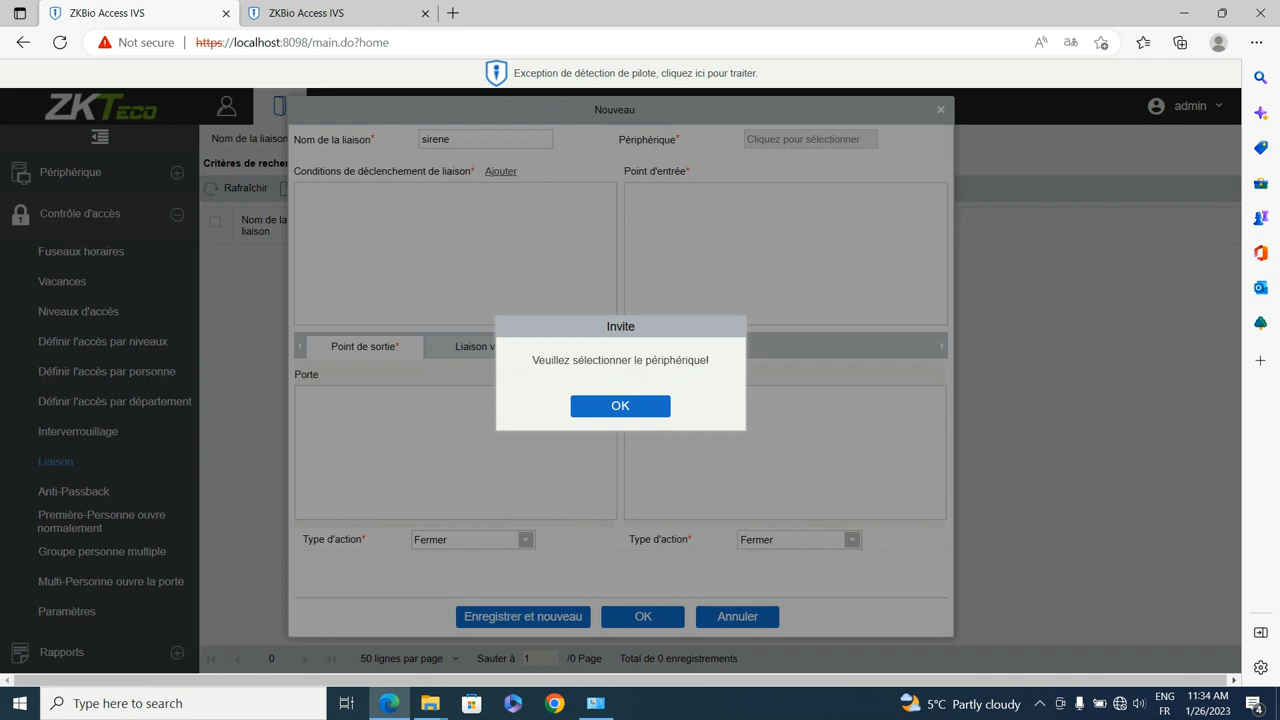 ZKBio Access IVS
ZKBio Access IVS
Not secure
https://localhost:8098/main.do?home
Exception de détection de pilote, cliquez ici pour traiter.
ZKTeco
admin
Nouveau
Nom de la liaison
Nom de la liaison* sirene Périphérique* Cliquez pour sélectionner
Critères de
Conditions de déclenchement de liaison* Ajouter Point d'entrée*
Périphérique
Rafraîchir
Contrôle d'accès
Nom de la
liaison
Fuseaux horaires
Vacances
Niveaux d'accès
Définir l'accès par niveaux
Définir l'accès par personne
Définir l'accès par département
Interverrouillage
Liaison
Anti-Passback
Première-Personne ouvre
normalement
Groupe personne multiple
Multi-Personne ouvre la porte
Paramètres
Rapports
Invite
Veuillez sélectionner le périphérique!
OK
Point de sortie* Liaison
Porte
Type d'action* Fermer Type d'action* Fermer
Enregistrer et nouveau OK Annuler
0 50 lignes par page Sauter à 1 /0 Page Total de 0 enregistrements
Type here to search
5°C Partly cloudy
ENG
FR
11:34 AM
1/26/2023
4